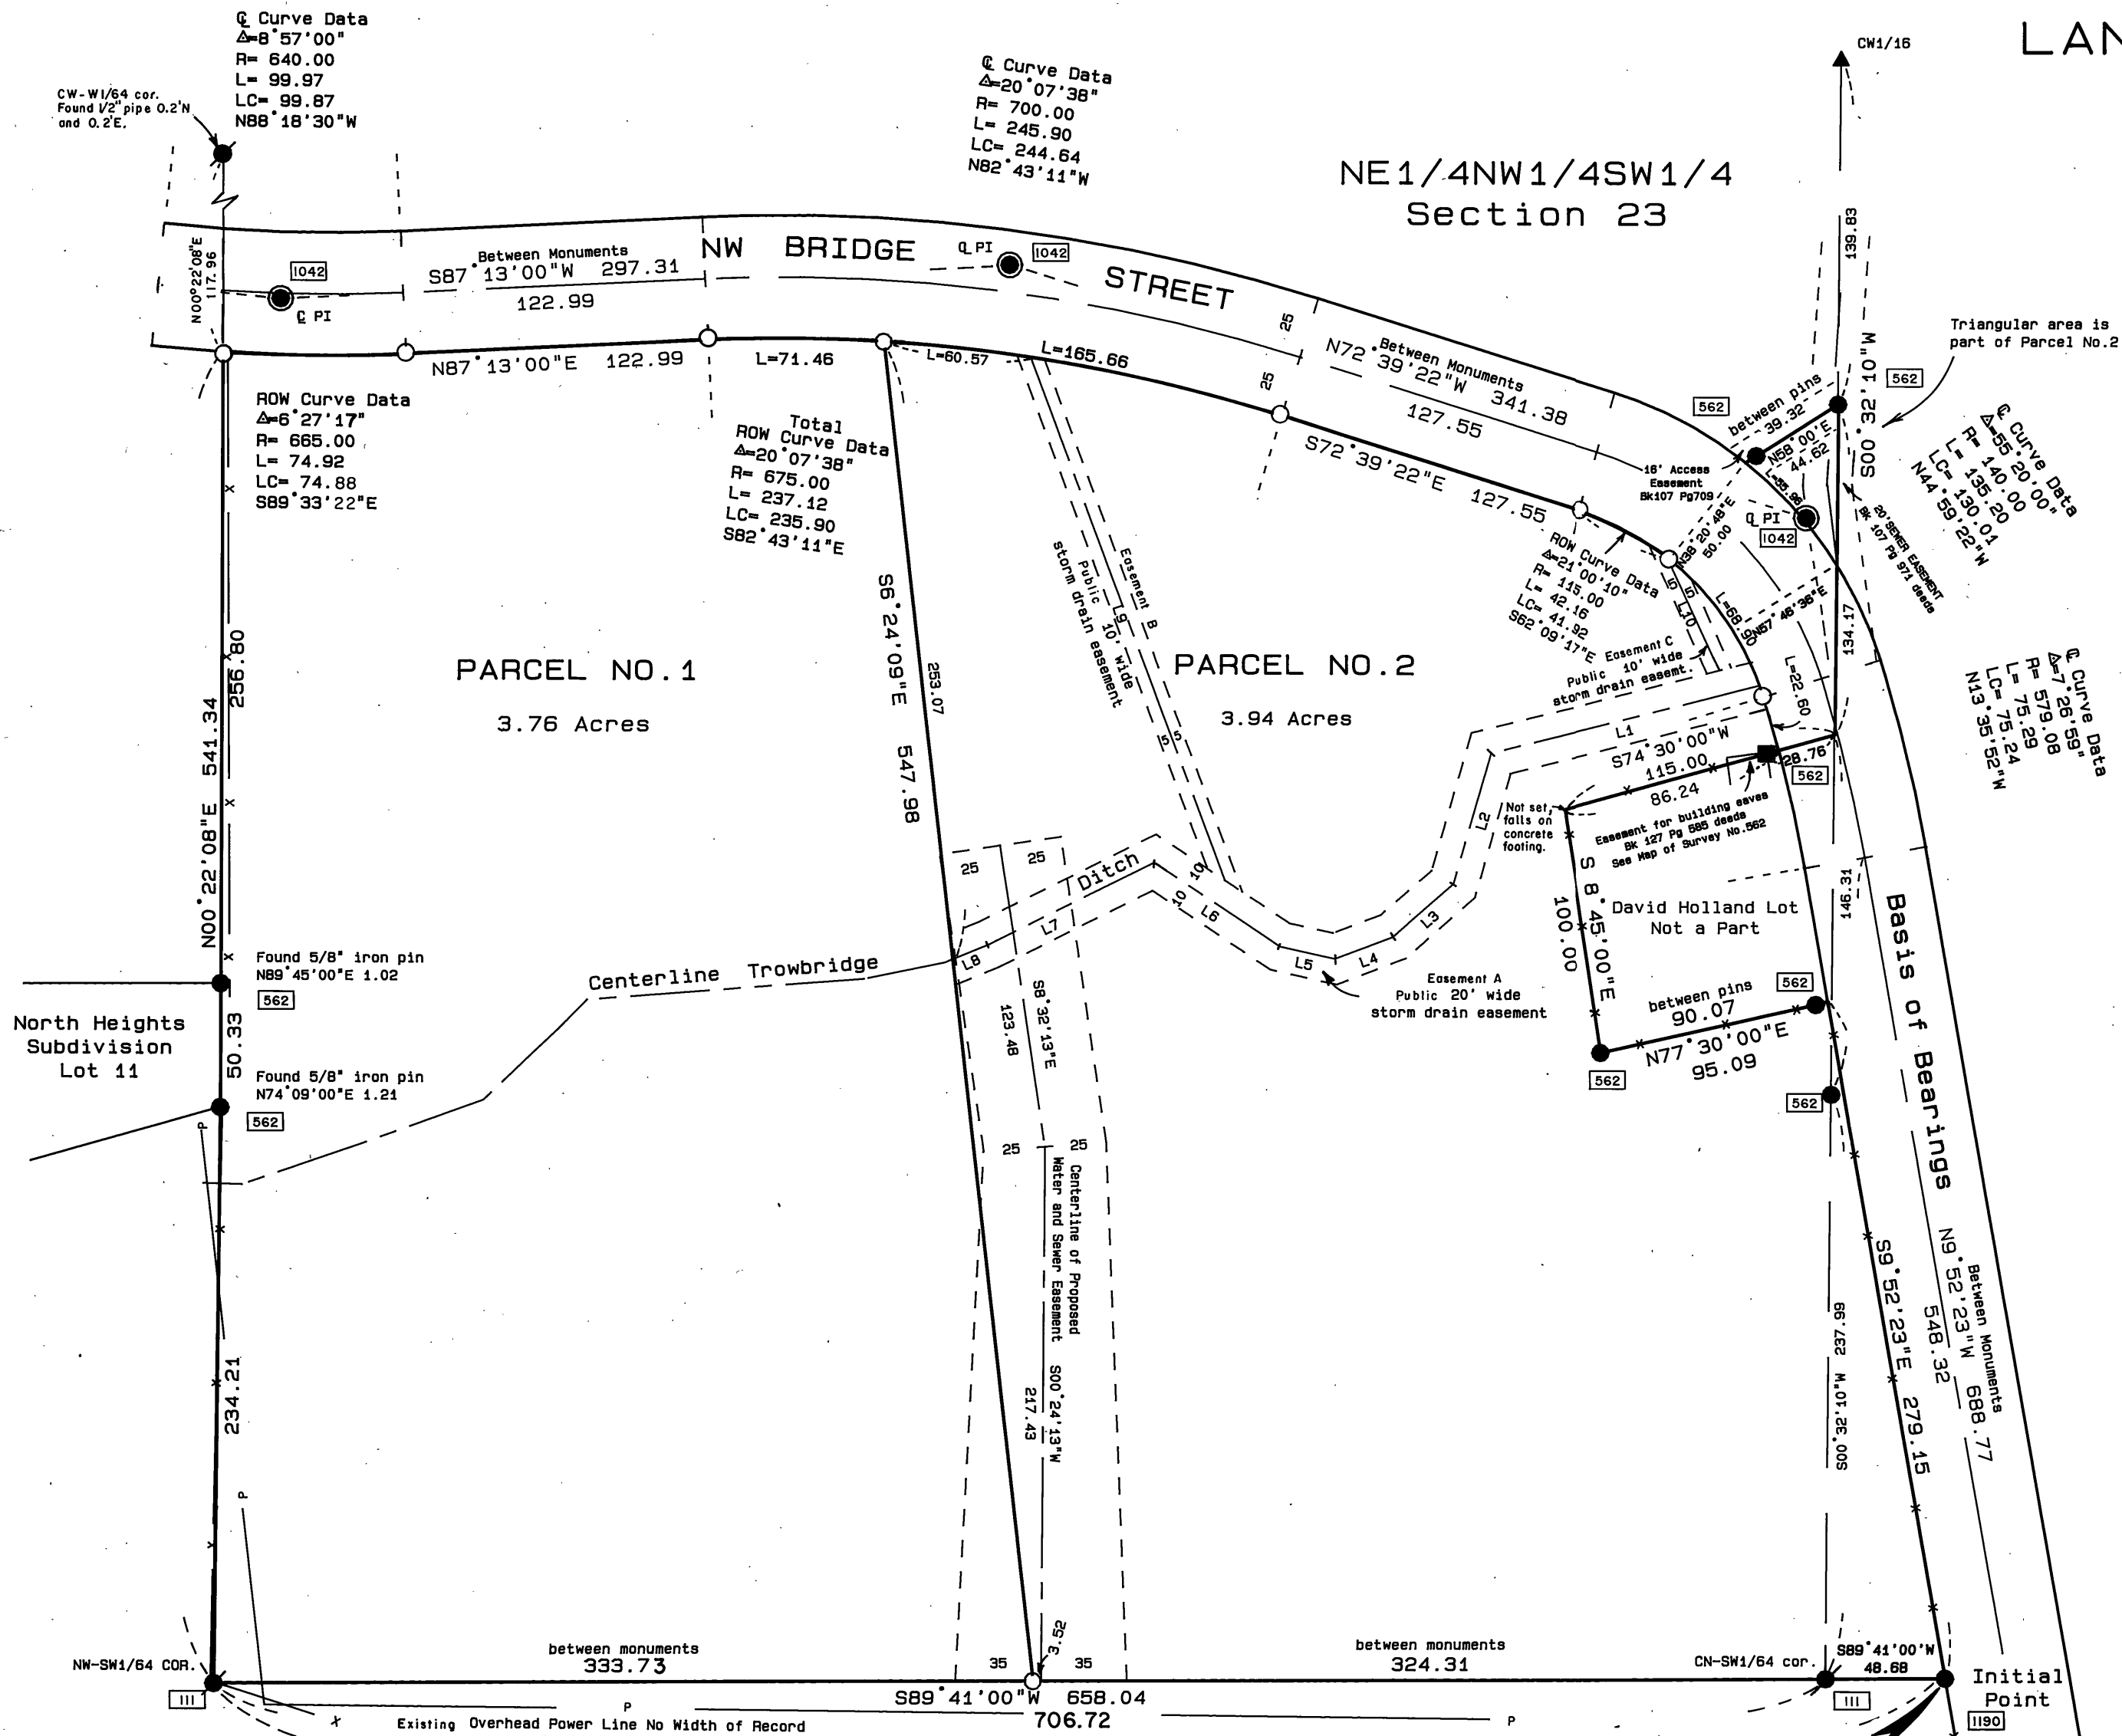 LAN
℄ Curve Data
Δ=8°57'00"
R= 640.00
L= 99.97
LC= 99.87
N88°18'30"W
CW-W1/64 cor.
Found 1/2" pipe 0.2'N
and 0.2'E.
℄ Curve Data
Δ=20°07'38"
R= 700.00
L= 245.90
LC= 244.64
N82°43'11"W
CW1/16
NE1/4NW1/4SW1/4
Section 23
139.83
N00°22'08"E
117.96
1042
℄ PI
Between Monuments
S87°13'00"W 297.31
122.99
NW BRIDGE STREET
℄ PI
1042
25
25
N72°39'22"W 341.38
Between Monuments
127.55
S72°39'22"E 127.55
N87°13'00"E 122.99
L=71.46
L=60.57
L=165.66
Triangular area is
part of Parcel No.2
S00°32'10"W
562
562
between pins
39.32
N58°00'E
44.62
L=55.98
16' Access
Easement
Bk107 Pg709
℄ PI
1042
N38°20'48"E
50.00
20' SEWER EASEMENT
BK 107 Pg 971 deeds
℄ Curve Data
Δ=55°20'00"
R= 140.00
L= 135.20
LC= 130.01
N44°59'22"W
ROW Curve Data
Δ=6°27'17"
R= 665.00
L= 74.92
LC= 74.88
S89°33'22"E
Total
ROW Curve Data
Δ=20°07'38"
R= 675.00
L= 237.12
LC= 235.90
S82°43'11"E
ROW Curve Data
Δ=21°00'10"
R= 115.00
L= 42.16
LC= 41.92
S62°09'17"E
5
5
L10
L=68.90
N57°46'36"E
134.17
L=22.60
℄ Curve Data
Δ=7°26'59"
R= 579.08
L= 75.29
LC= 75.24
N13°35'52"W
Easement B
L9
Public 10' wide
storm drain easement
5
5
Easement C
10' wide
Public
storm drain easemt.
PARCEL NO.1
3.76 Acres
PARCEL NO.2
3.94 Acres
S6°24'09"E 547.98
253.07
N00°22'08"E 541.34
256.80
L1
S74°30'00"W
115.00
28.76
562
86.24
Easement for building eaves
Bk 127 Pg 585 deeds
See Map of Survey No.562
Not set,
falls on
concrete
footing.
L2
L3
L4
L5
L6
L7
L8
10
10
25
25
Ditch
Centerline Trowbridge
Easement A
Public 20' wide
storm drain easement
S 8°45'00"E
100.00
David Holland Lot
Not a Part
146.31
562
between pins
90.07
N77°30'00"E
95.09
562
562
Basis of Bearings N9°52'23"W 688.77
Between Monuments
548.32
Found 5/8" iron pin
N89°45'00"E 1.02
562
North Heights
Subdivision
Lot 11
50.33
Found 5/8" iron pin
N74°09'00"E 1.21
562
P
S8°32'13"E
123.48
25
25
Centerline of Proposed
Water and Sewer Easement S00°24'13"W
217.43
S00°32'10"W 237.99
S9°52'23"E 279.15
234.21
P
3.52
NW-SW1/64 COR.
111
between monuments
333.73
35
35
between monuments
324.31
CN-SW1/64 cor.
S89°41'00"W
48.68
111
Initial
Point
1190
S89°41'00"W 658.04
706.72
P
P
Existing Overhead Power Line No Width of Record